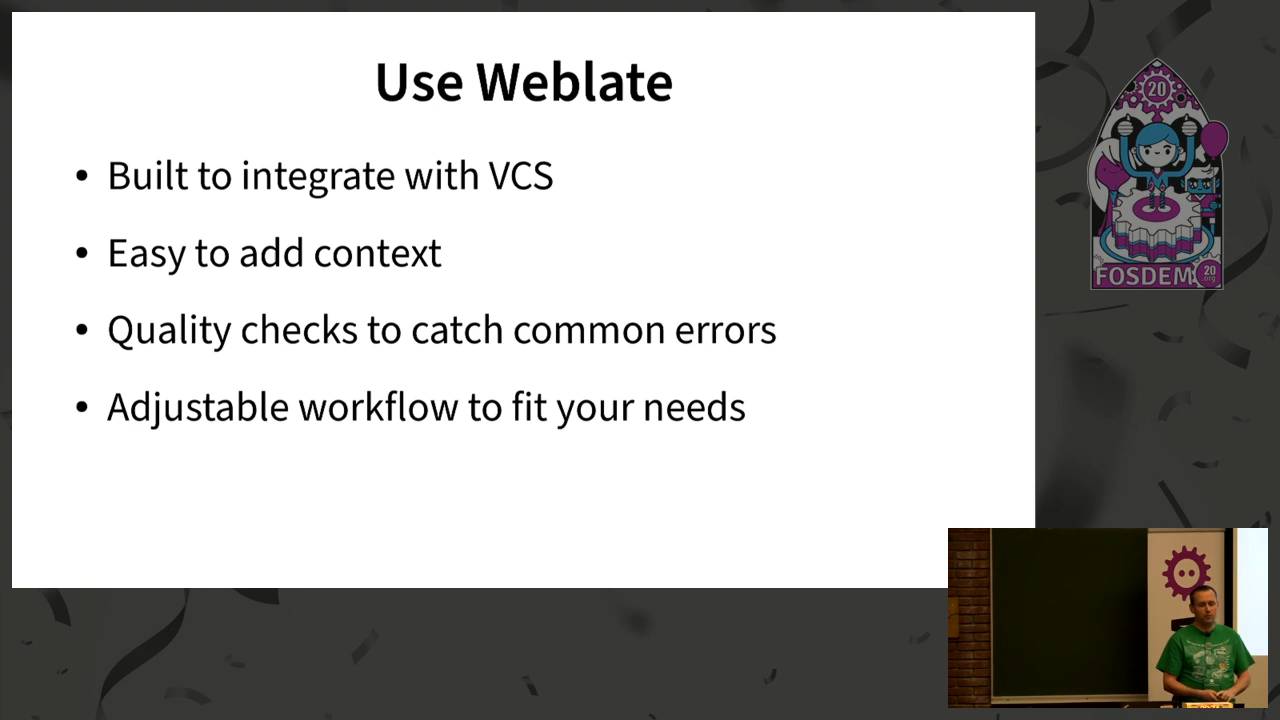 Use Weblate
• Built to integrate with VCS
• Easy to add context
• Quality checks to catch common errors
• Adjustable workflow to fit your needs
20
FOSDEM
20
org